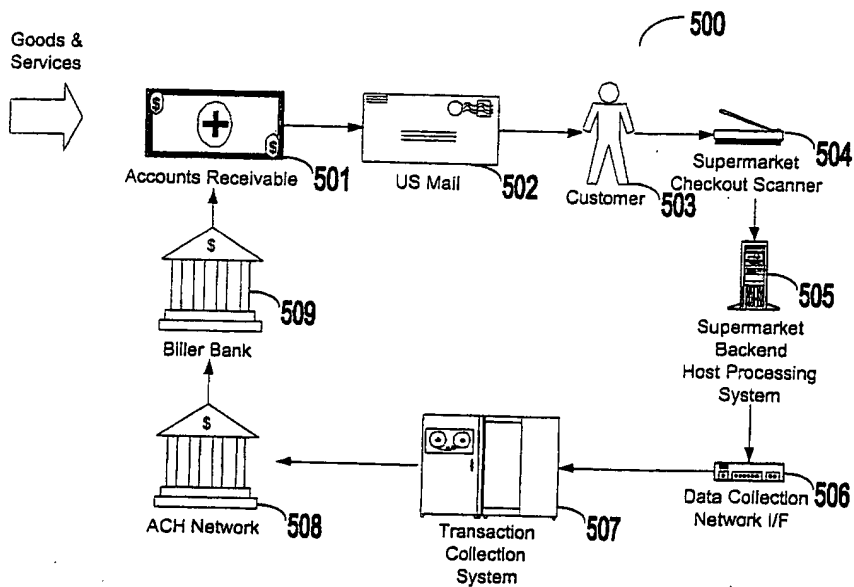 Goods &
Services
500
$
$
Accounts Receivable
501
US Mail
502
Customer
503
504
Supermarket
Checkout Scanner
505
Supermarket
Backend
Host Processing
System
506
Data Collection
Network I/F
507
Transaction
Collection
System
$
508
ACH Network
$
509
Biller Bank